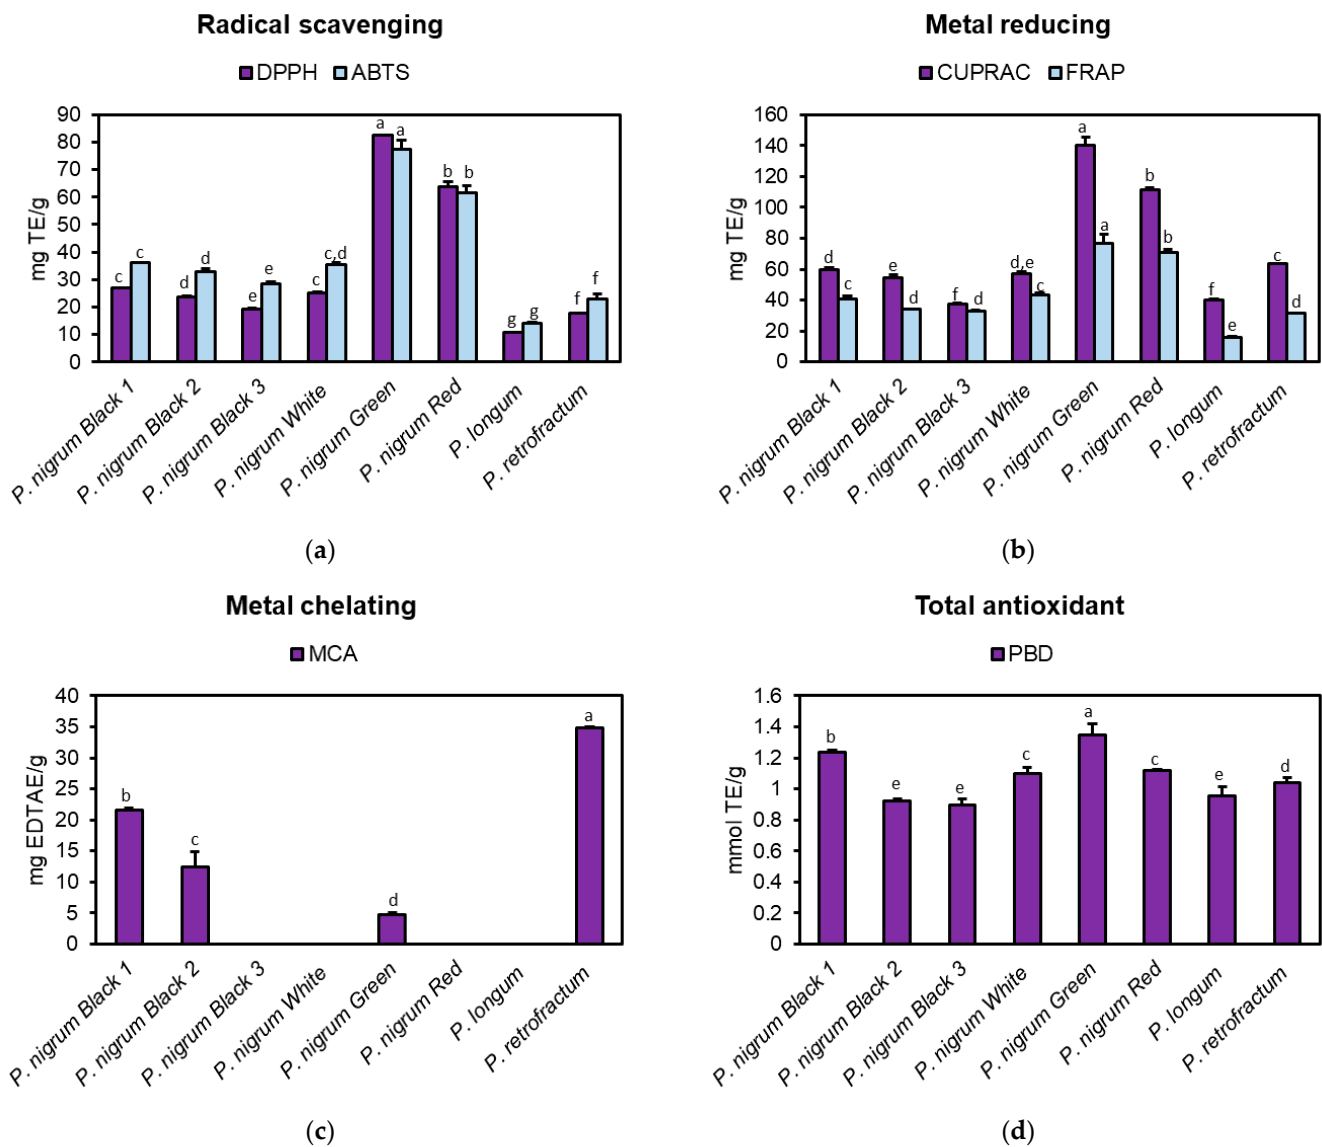 Radical scavenging
DPPH ABTS
mg TE/g
90
80
70
60
50
40
30
20
10
0
c c d d e e c c,d a a b b g g f f
P. nigrum Black 1
P. nigrum Black 2
P. nigrum Black 3
P. nigrum White
P. nigrum Green
P. nigrum Red
P. longum
P. retrofractum
(a)
Metal reducing
CUPRAC FRAP
mg TE/g
160
140
120
100
80
60
40
20
0
d c e d f d d,e c a a b b f e c d
P. nigrum Black 1
P. nigrum Black 2
P. nigrum Black 3
P. nigrum White
P. nigrum Green
P. nigrum Red
P. longum
P. retrofractum
(b)
Metal chelating
MCA
mg EDTAE/g
40
35
30
25
20
15
10
5
0
b c d a
P. nigrum Black 1
P. nigrum Black 2
P. nigrum Black 3
P. nigrum White
P. nigrum Green
P. nigrum Red
P. longum
P. retrofractum
(c)
Total antioxidant
PBD
mmol TE/g
1.6
1.4
1.2
1
0.8
0.6
0.4
0.2
0
b e e c a c e d
P. nigrum Black 1
P. nigrum Black 2
P. nigrum Black 3
P. nigrum White
P. nigrum Green
P. nigrum Red
P. longum
P. retrofractum
(d)